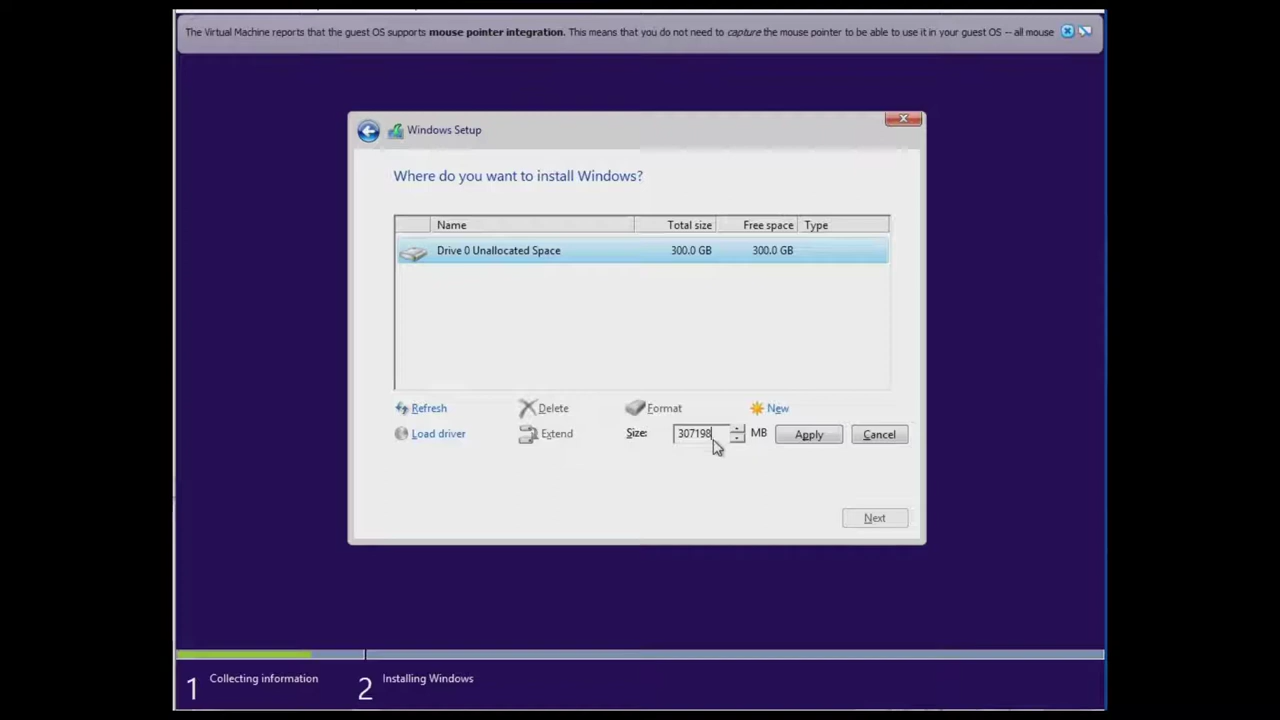 The Virtual Machine reports that the guest OS supports mouse pointer integration. This means that you do not need to capture the mouse pointer to be able to use it in your guest OS -- all mouse
Windows Setup
Where do you want to install Windows?
Name Total size Free space Type
Drive 0 Unallocated Space 300.0 GB 300.0 GB
Refresh Delete Format New
Load driver Extend Size: 307198 MB Apply Cancel
Next
1 Collecting information 2 Installing Windows